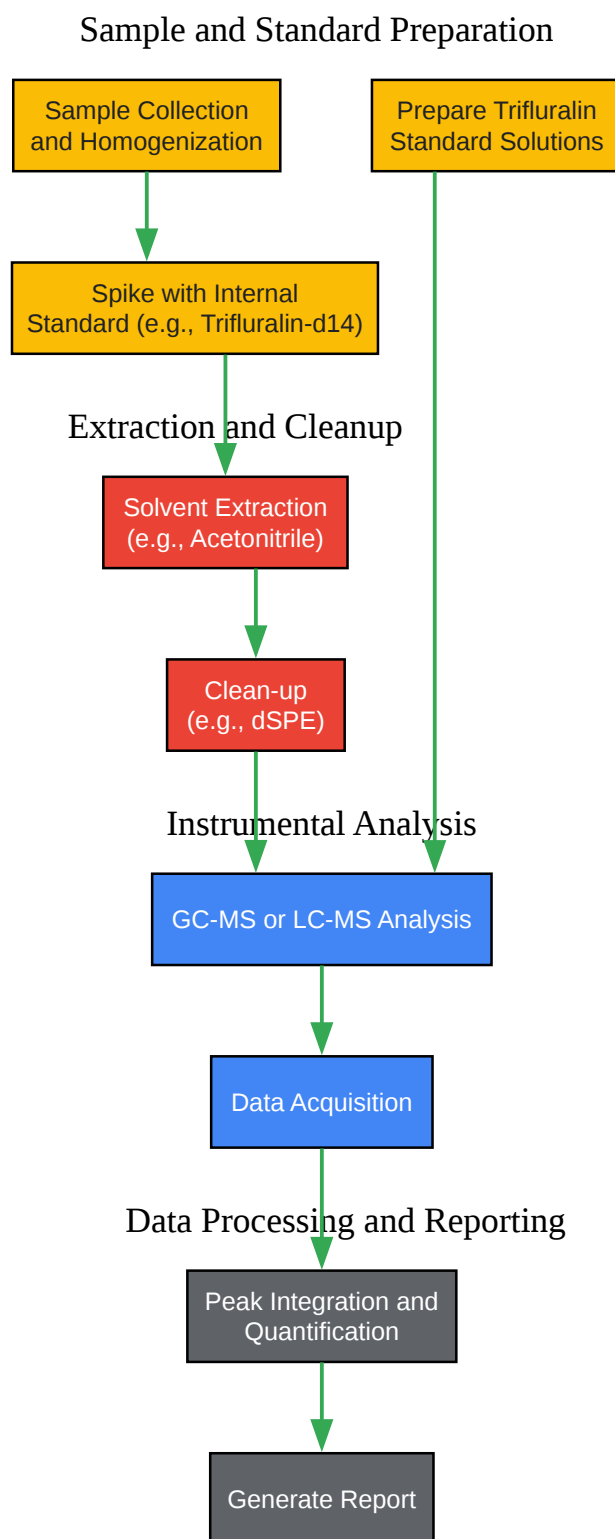 Sample and Standard Preparation
Sample Collection
and Homogenization
Prepare Trifluralin
Standard Solutions
Spike with Internal
Standard (e.g., Trifluralin-d14)
Extraction and Cleanup
Solvent Extraction
(e.g., Acetonitrile)
Clean-up
(e.g., dSPE)
Instrumental Analysis
GC-MS or LC-MS Analysis
Data Acquisition
Data Processing and Reporting
Peak Integration and
Quantification
Generate Report